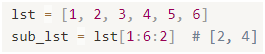 lst = [1, 2, 3, 4, 5, 6]
sub_lst = lst[1:6:2]  # [2, 4]